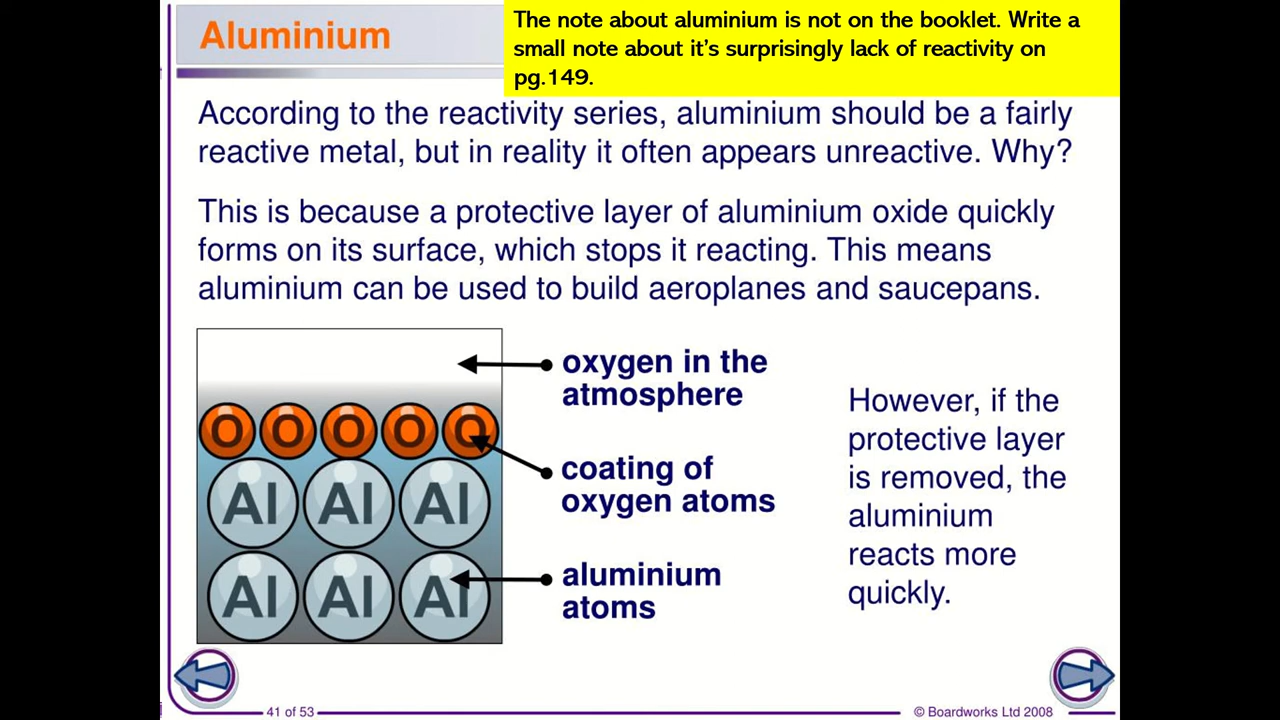 Aluminium
The note about aluminium is not on the booklet. Write a
small note about it's surprisingly lack of reactivity on
pg.149.
According to the reactivity series, aluminium should be a fairly
reactive metal, but in reality it often appears unreactive. Why?
This is because a protective layer of aluminium oxide quickly
forms on its surface, which stops it reacting. This means
aluminium can be used to build aeroplanes and saucepans.
oxygen in the
atmosphere
O O O O O
coating of
oxygen atoms
Al Al Al
Al Al Al
aluminium
atoms
However, if the
protective layer
is removed, the
aluminium
reacts more
quickly.
41 of 53
© Boardworks Ltd 2008